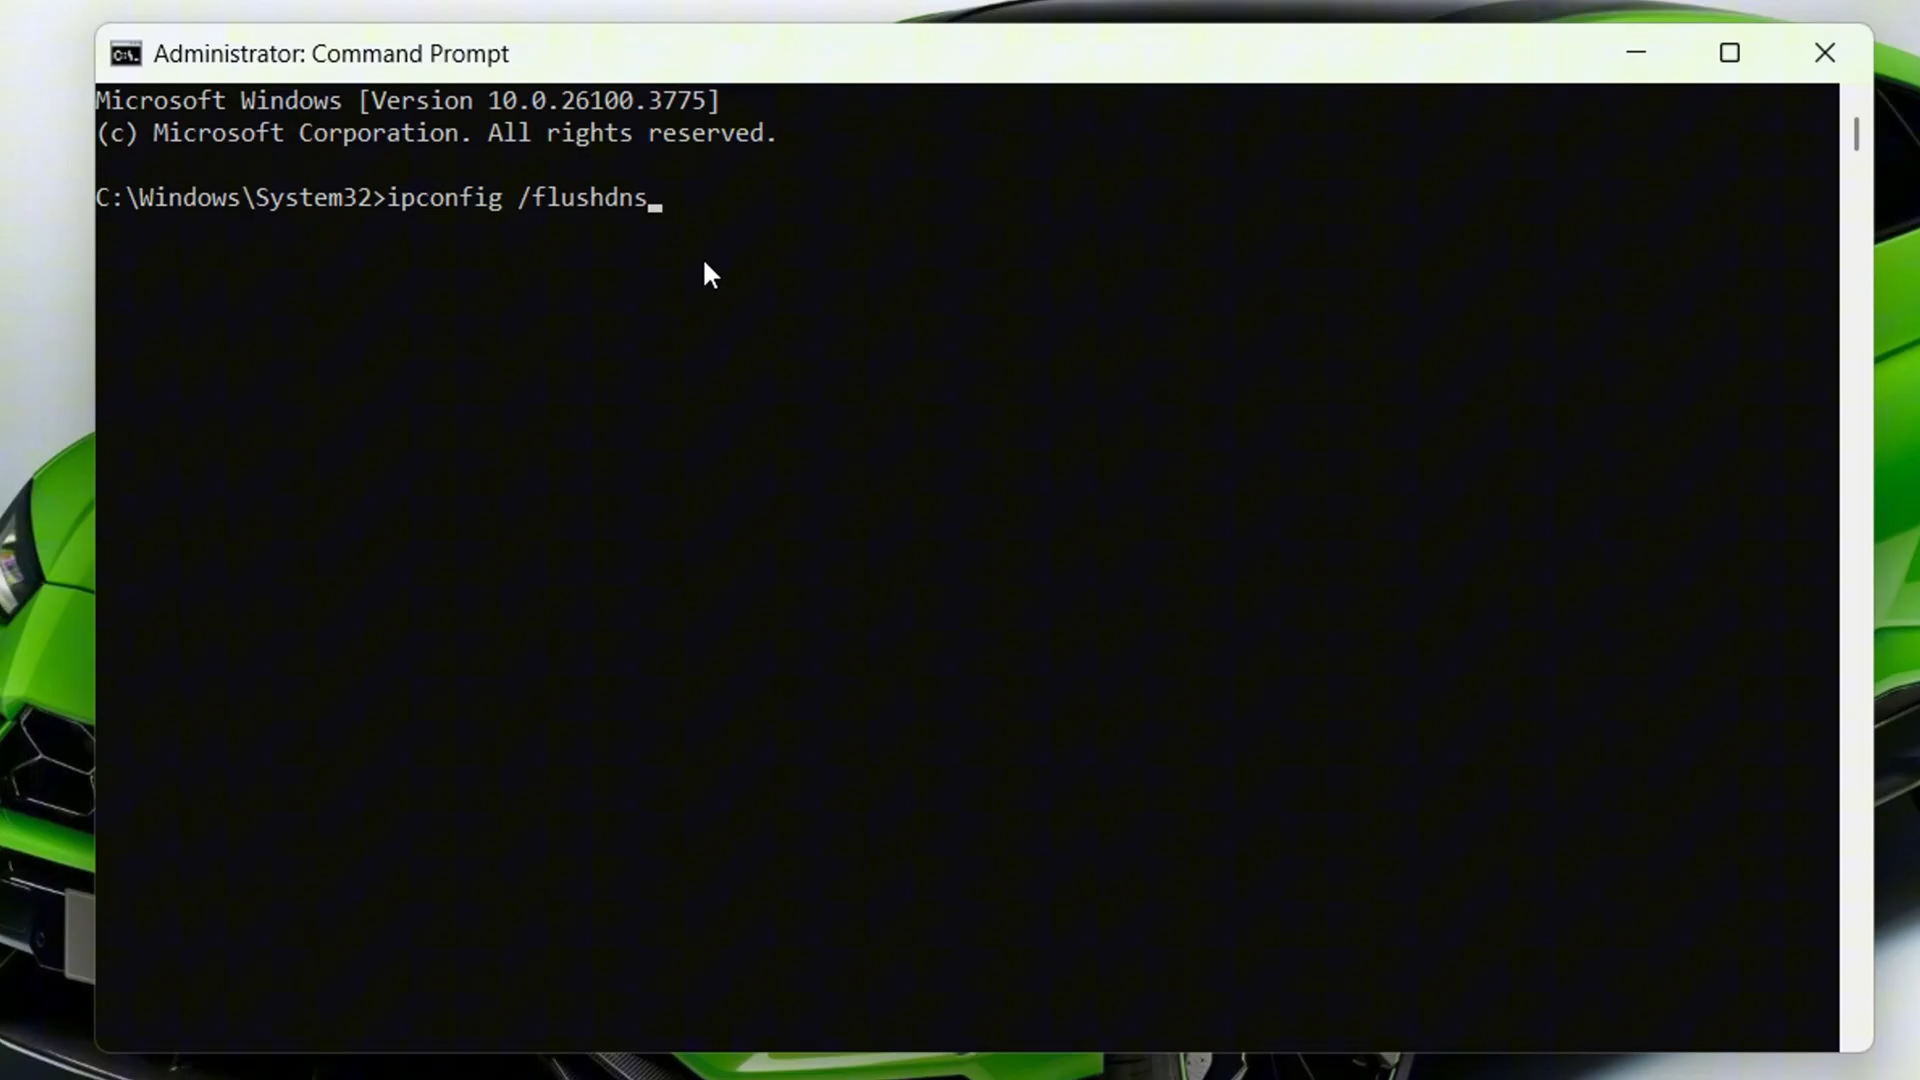 Administrator: Command Prompt
Microsoft Windows [Version 10.0.26100.3775]
(c) Microsoft Corporation. All rights reserved.
C:\Windows\System32>ipconfig /flushdns